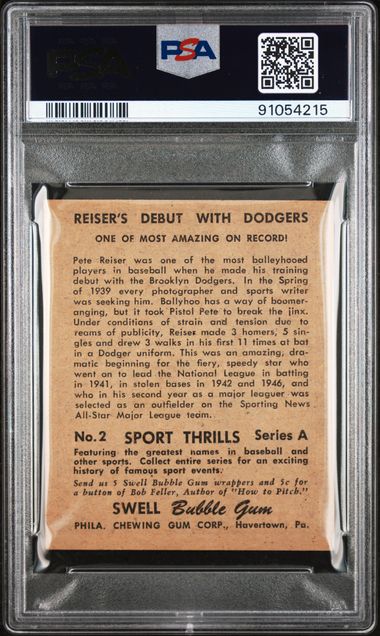 PSA
PSA
91054215
REISER'S DEBUT WITH DODGERS
ONE OF MOST AMAZING ON RECORD!
Pete Reiser was one of the most balleyhooed
players in baseball when he made his training
debut with the Brooklyn Dodgers. In the Spring
of 1939 every photographer and sports writer
was seeking him. Ballyhoo has a way of boomer-
anging, but it took Pistol Pete to break the jinx.
Under conditions of strain and tension due to
reams of publicity, Reiser made 3 homers, 5 sin-
gles and drew 3 walks in his first 11 times at bat
in a Dodger uniform. This was an amazing, dra-
matic beginning for the fiery, speedy star who
went on to lead the National League in batting
in 1941, in stolen bases in 1942 and 1946, and
who in his second year as a major leaguer was
selected as an outfielder on the Sporting News
All-Star Major League team.
No. 2 SPORT THRILLS Series A
Featuring the greatest names in baseball and
other sports. Collect entire series for an exciting
history of famous sport events.
Send us 5 Swell Bubble Gum wrappers and 5c for
a button of Bob Feller, Author of "How to Pitch."
SWELL Bubble Gum
PHILA. CHEWING GUM CORP., Havertown, Pa.